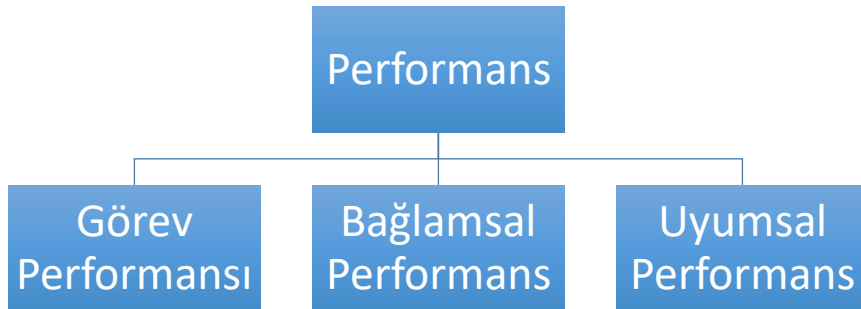 Performans
Görev
Performansı
Bağlamsal
Performans
Uyumsal
Performans